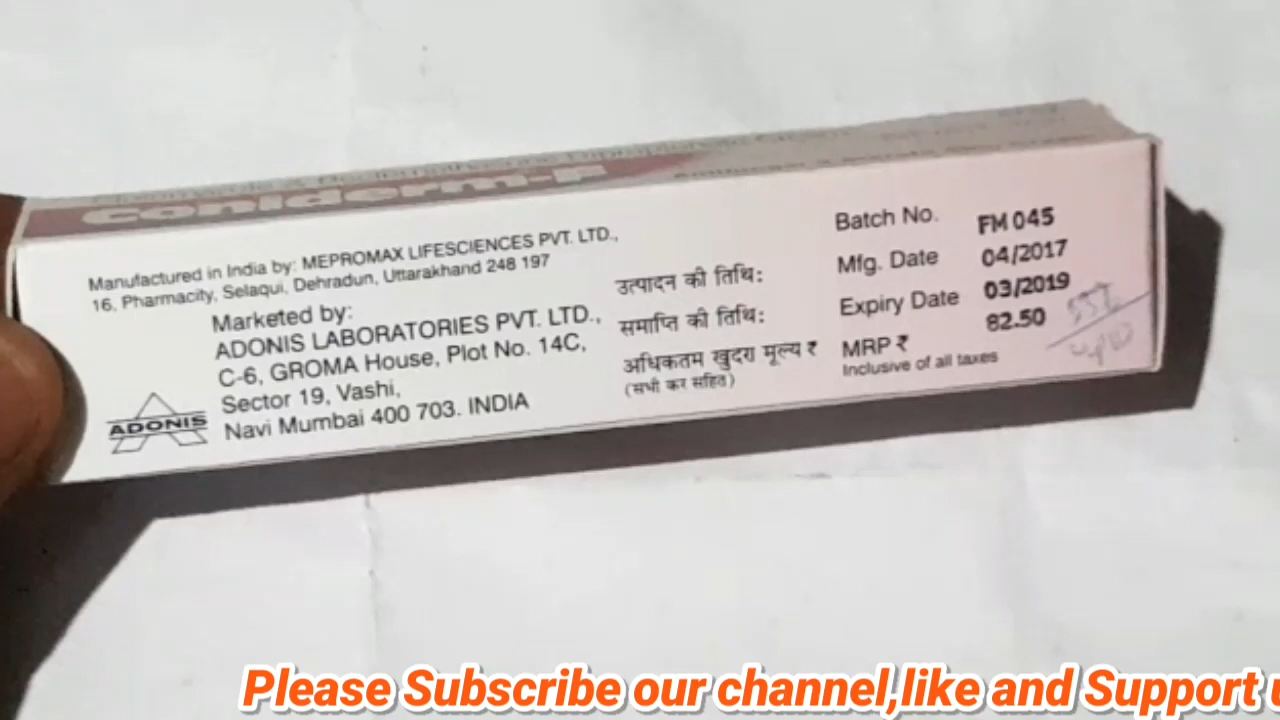 coniderm-F
Manufactured in India by: MEPROMAX LIFESCIENCES PVT. LTD.,
16, Pharmacity, Selaqui, Dehradun, Uttarakhand 248 197
Marketed by:
ADONIS LABORATORIES PVT. LTD.,
C-6, GROMA House, Plot No. 14C,
Sector 19, Vashi,
Navi Mumbai 400 703. INDIA
ADONIS
उत्पादन की तिथि:
समाप्ति की तिथि:
अधिकतम खुदरा मूल्य ₹
(सभी कर सहित)
Batch No. FM 045
Mfg. Date 04/2017
Expiry Date 03/2019
MRP ₹ 82.50
Inclusive of all taxes
Please Subscribe our channel,like and Support